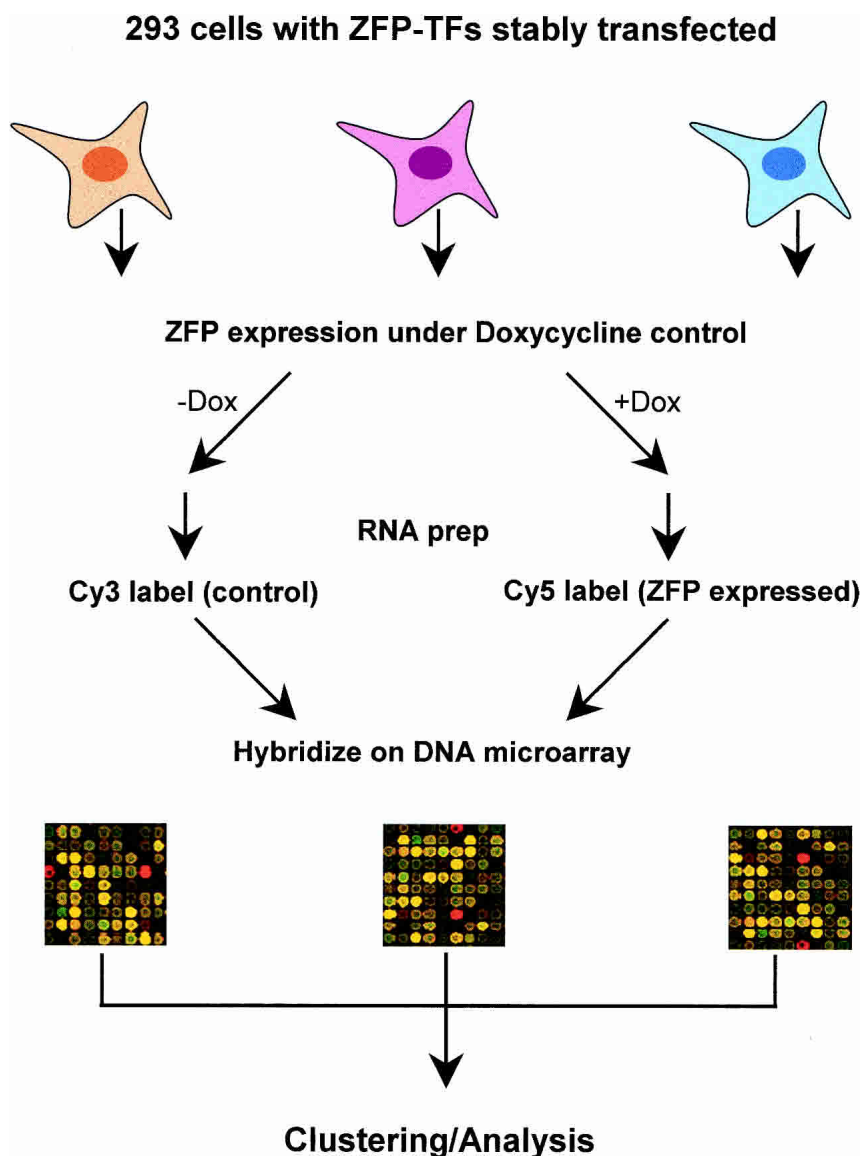 293 cells with ZFP-TFs stably transfected
ZFP expression under Doxycycline control
-Dox
+Dox
RNA prep
Cy3 label (control)
Cy5 label (ZFP expressed)
Hybridize on DNA microarray
Clustering/Analysis